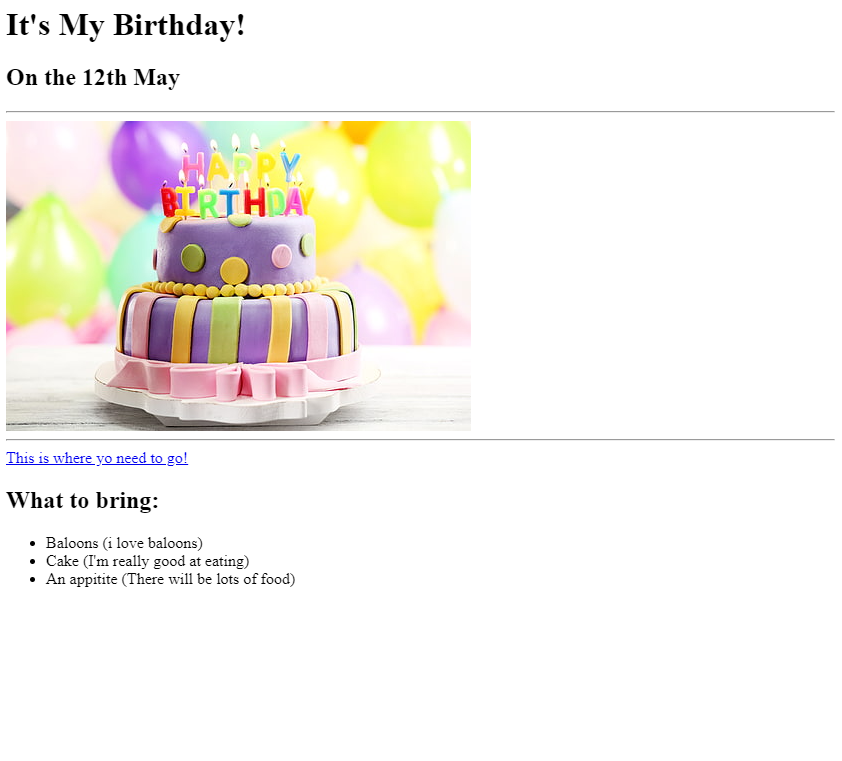 It's My Birthday!
On the 12th May
HAPPY
BIRTHDAY
This is where yo need to go!
What to bring:
Baloons (i love baloons)
Cake (I'm really good at eating)
An appitite (There will be lots of food)